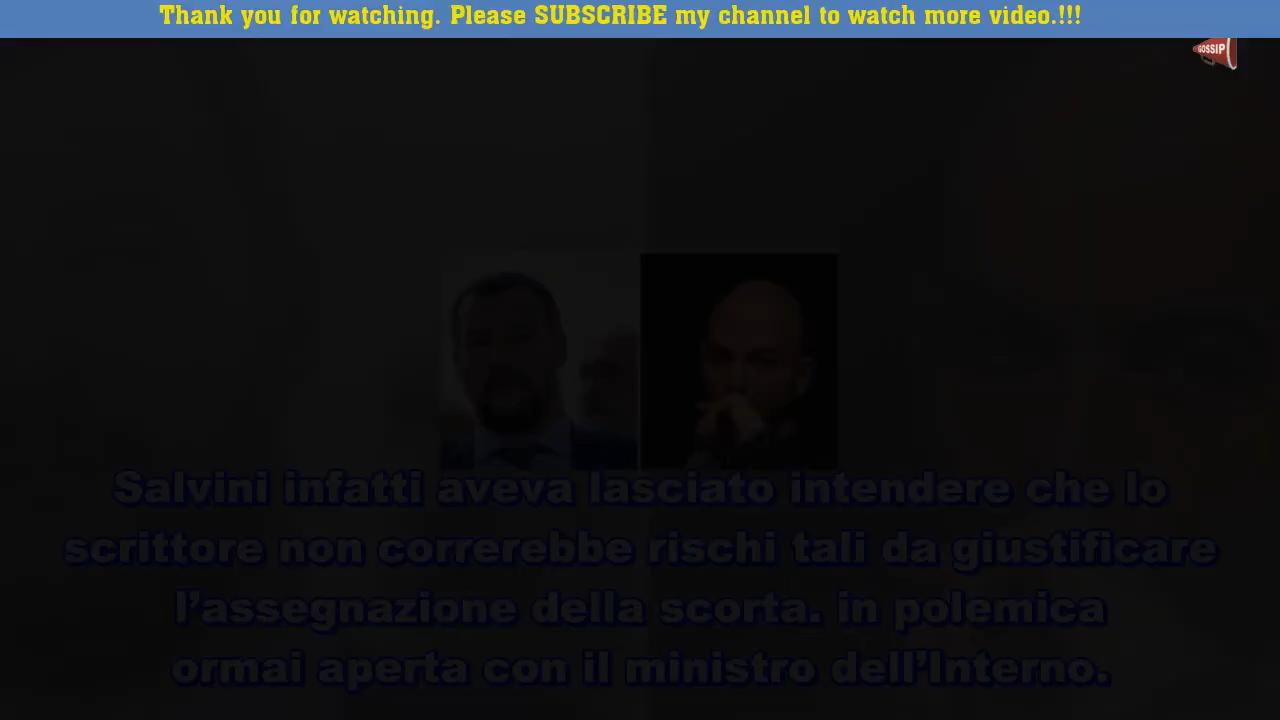 Thank you for watching. Please SUBSCRIBE my channel to watch more video.!!!
GOSSIP
Salvini infatti aveva lasciato intendere che lo
scrittore non correrebbe rischi tali da giustificare
l’assegnazione della scorta. in polemica
ormai aperta con il ministro dell’Interno.